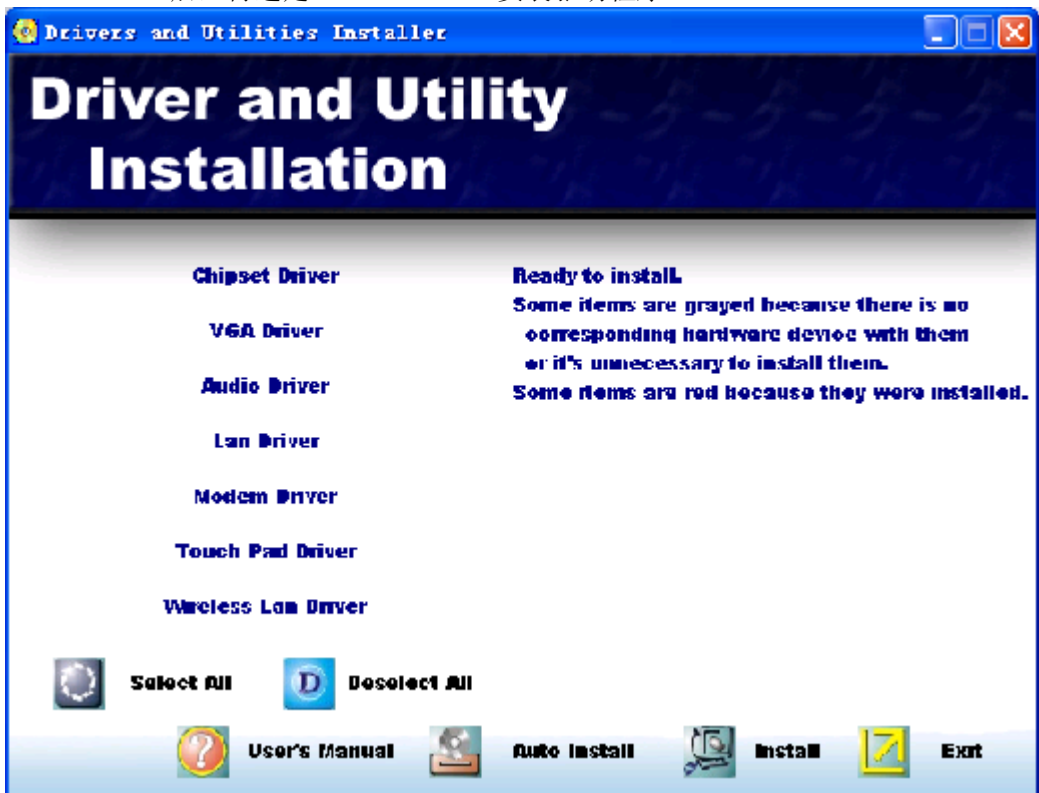 Drivers and Utilities Installer
Driver and Utility
Installation
Chipset Driver
VGA Driver
Audio Driver
Lan Driver
Modem Driver
Touch Pad Driver
Wireless Lan Driver
Ready to install.
Some items are grayed because there is no
corresponding hardware device with them
or it's unnecessary to install them.
Some items are red because they were installed.
Select All
Deselect All
User's Manual
Auto Install
Install
Exit